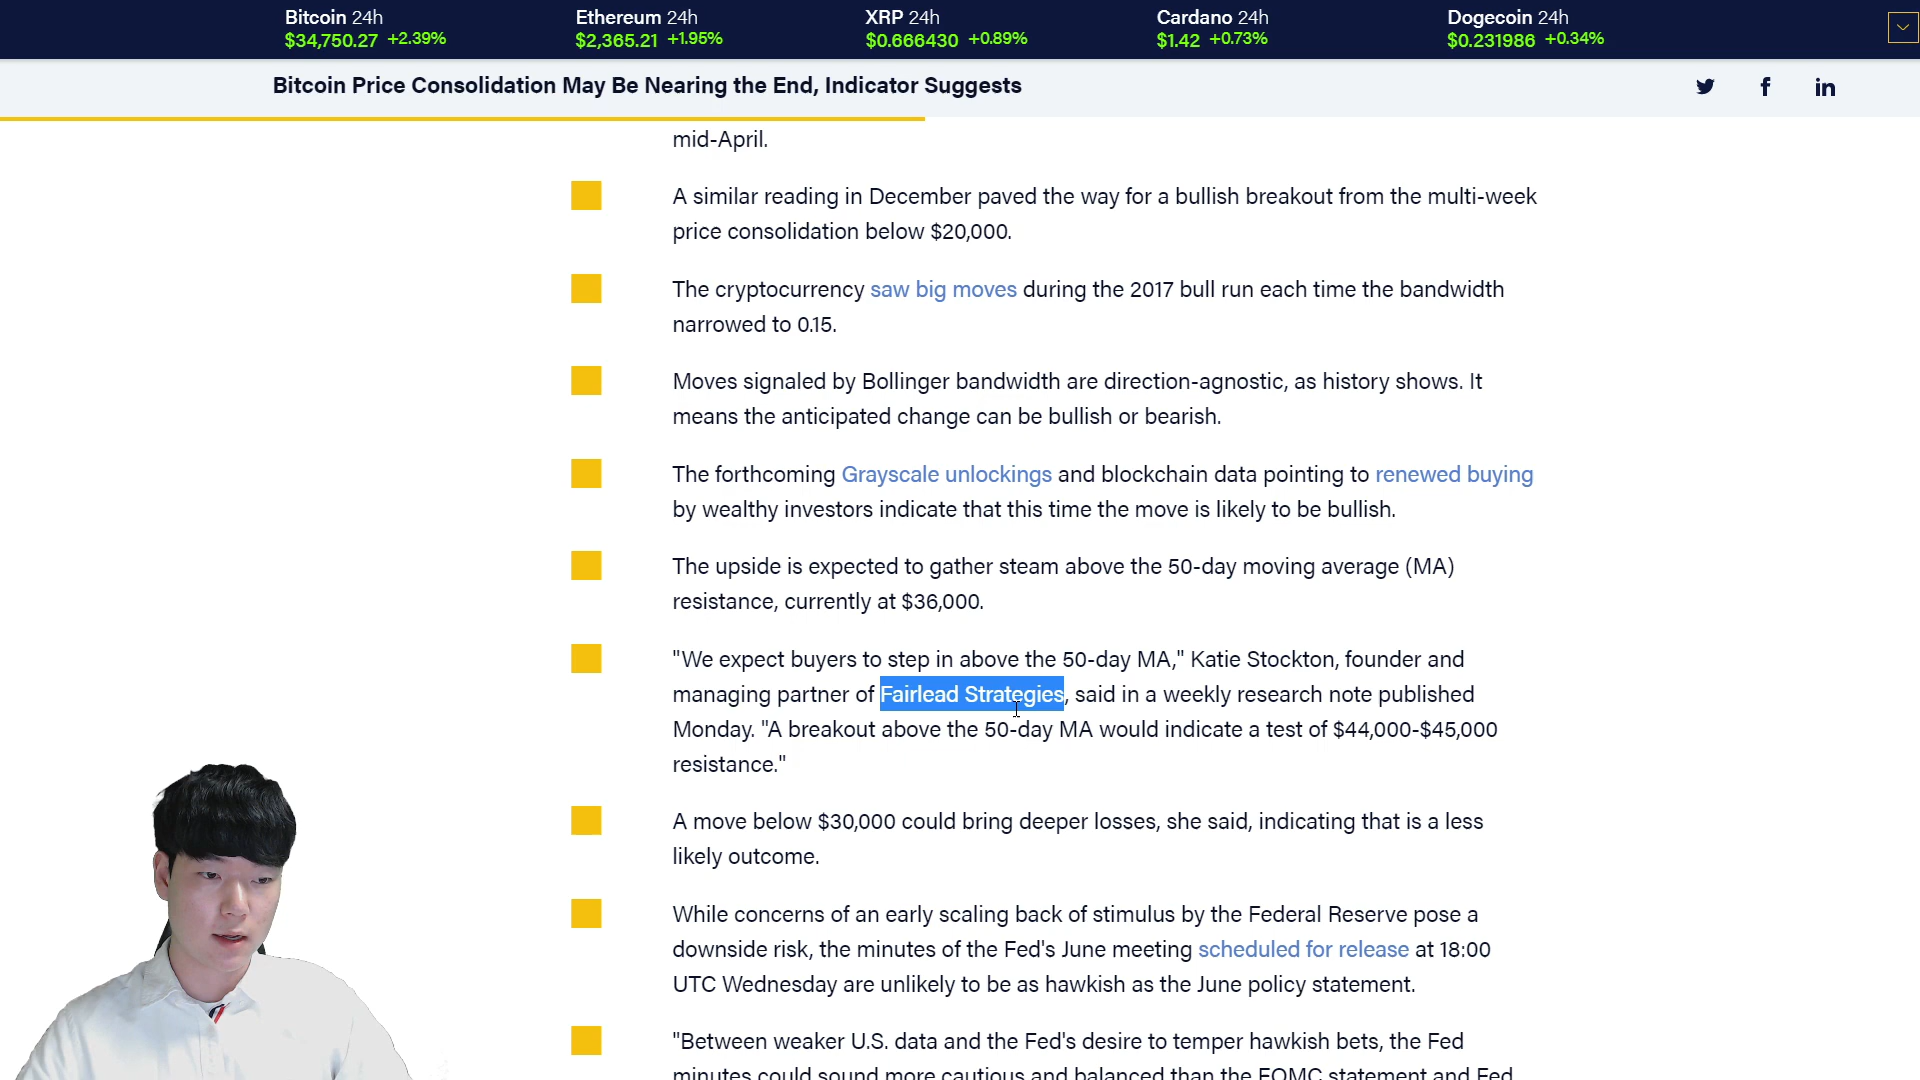 Bitcoin 24h
$34,750.27 +2.39%
Ethereum 24h
$2,365.21 +1.95%
XRP 24h
$0.666430 +0.89%
Cardano 24h
$1.42 +0.73%
Dogecoin 24h
$0.231986 +0.34%
Bitcoin Price Consolidation May Be Nearing the End, Indicator Suggests
mid-April.
A similar reading in December paved the way for a bullish breakout from the multi-week
price consolidation below $20,000.
The cryptocurrency saw big moves during the 2017 bull run each time the bandwidth
narrowed to 0.15.
Moves signaled by Bollinger bandwidth are direction-agnostic, as history shows. It
means the anticipated change can be bullish or bearish.
The forthcoming Grayscale unlockings and blockchain data pointing to renewed buying
by wealthy investors indicate that this time the move is likely to be bullish.
The upside is expected to gather steam above the 50-day moving average (MA)
resistance, currently at $36,000.
"We expect buyers to step in above the 50-day MA," Katie Stockton, founder and
managing partner of Fairlead Strategies, said in a weekly research note published
Monday. "A breakout above the 50-day MA would indicate a test of $44,000-$45,000
resistance."
A move below $30,000 could bring deeper losses, she said, indicating that is a less
likely outcome.
While concerns of an early scaling back of stimulus by the Federal Reserve pose a
downside risk, the minutes of the Fed's June meeting scheduled for release at 18:00
UTC Wednesday are unlikely to be as hawkish as the June policy statement.
"Between weaker U.S. data and the Fed's desire to temper hawkish bets, the Fed
minutes could sound more cautious and balanced than the FOMC statement and Fed